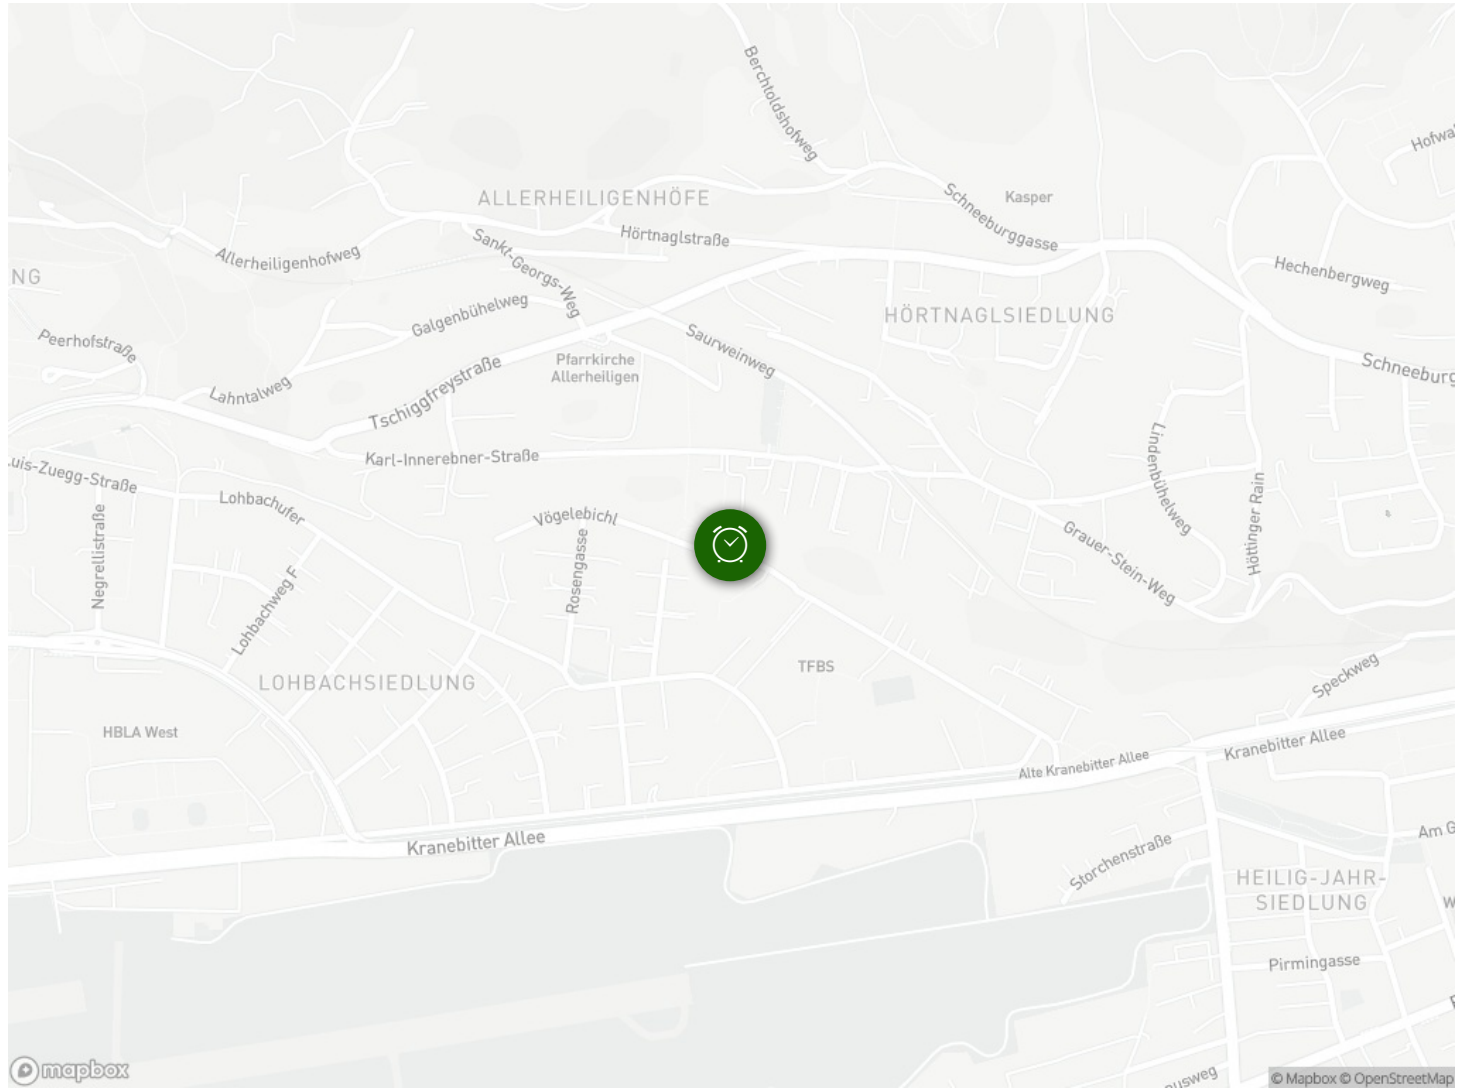 Berchtoldshofweg
Hofwa
ALLERHEILIGENHÖFE
Kasper
Schneeburggasse
Hörtnaglstraße
Sankt-Georgs-Weg
Allerheiligenhofweg
Hechenbergweg
NG
Galgenbühelweg
HÖRTNAGLSIEDLUNG
Peerhofstraße
Saurweinweg
Pfarrkirche
Allerheiligen
Schneeburg
Lahntalweg
Tschiggfreystraße
Karl-Innerebner-Straße
Lindenbühelweg
uis-Zuegg-Straße
Lohbachufer
Höttinger Rain
Vögelebichl
Negrellistraße
Rosengasse
Grauer-Stein-Weg
Lohbachweg F
TFBS
Speckweg
LOHBACHSIEDLUNG
HBLA West
Kranebitter Allee
Alte Kranebitter Allee
Kranebitter Allee
Am G
Storchenstraße
HEILIG-JAHR-
SIEDLUNG
W
Pirmingasse
mapbox
usweg
© Mapbox © OpenStreetMap